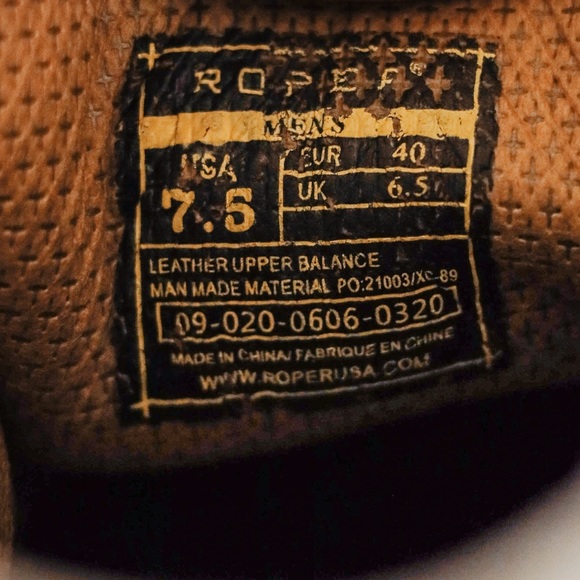 ROPER®
MENS
USA
7.5
EUR 40
UK 6.5
LEATHER UPPER BALANCE
MAN MADE MATERIAL PO:21003/XC-89
09-020-0606-0320
MADE IN CHINA/FABRIQUE EN CHINE
WWW.ROPERUSA.COM